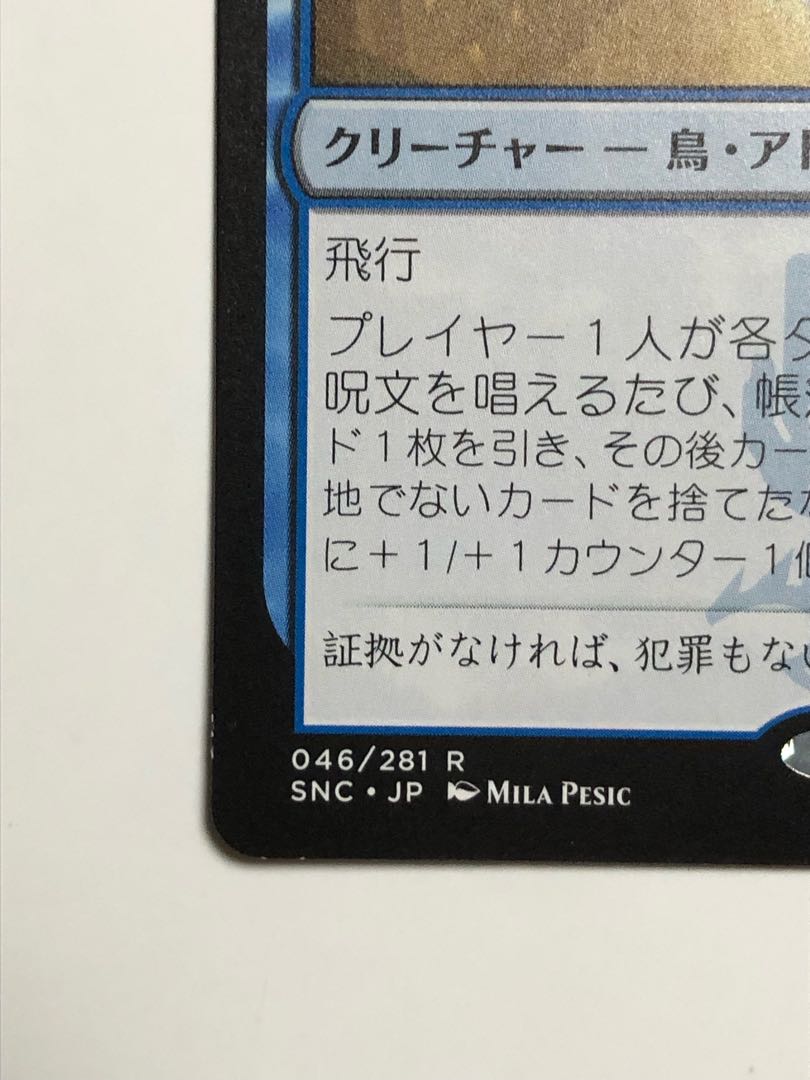 クリーチャー ― 鳥・アド
飛行
プレイヤー１人が各タ
呪文を唱えるたび、帳
ド１枚を引き、その後カー
地でないカードを捨てた
に＋１/＋１カウンター１個
証拠がなければ、犯罪もない
046/281 R
SNC • JP MILA PESIC